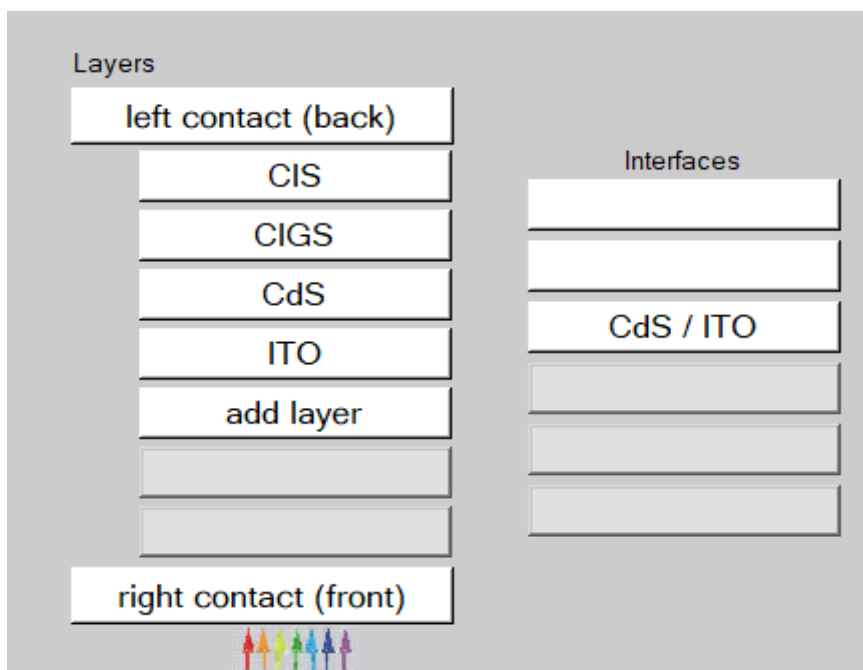 Layers
left contact (back)
CIS
Interfaces
CIGS
CdS
CdS / ITO
ITO
add layer
right contact (front)